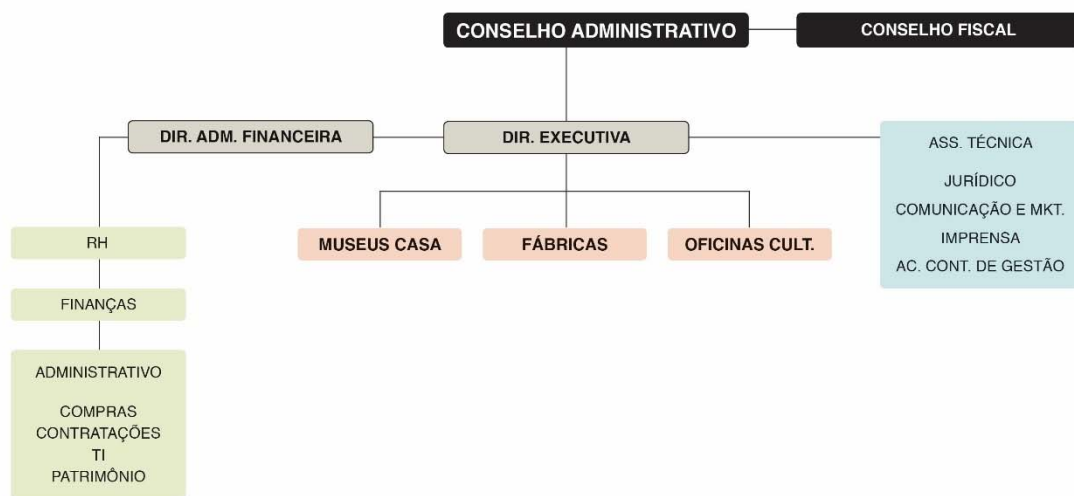 CONSELHO ADMINISTRATIVO
CONSELHO FISCAL
DIR. ADM. FINANCEIRA
DIR. EXECUTIVA
ASS. TÉCNICA
JURÍDICO
COMUNICAÇÃO E MKT.
IMPRENSA
AC. CONT. DE GESTÃO
RH
MUSEUS CASA
FÁBRICAS
OFICINAS CULT.
FINANÇAS
ADMINISTRATIVO
COMPRAS
CONTRATAÇÕES
TI
PATRIMÔNIO